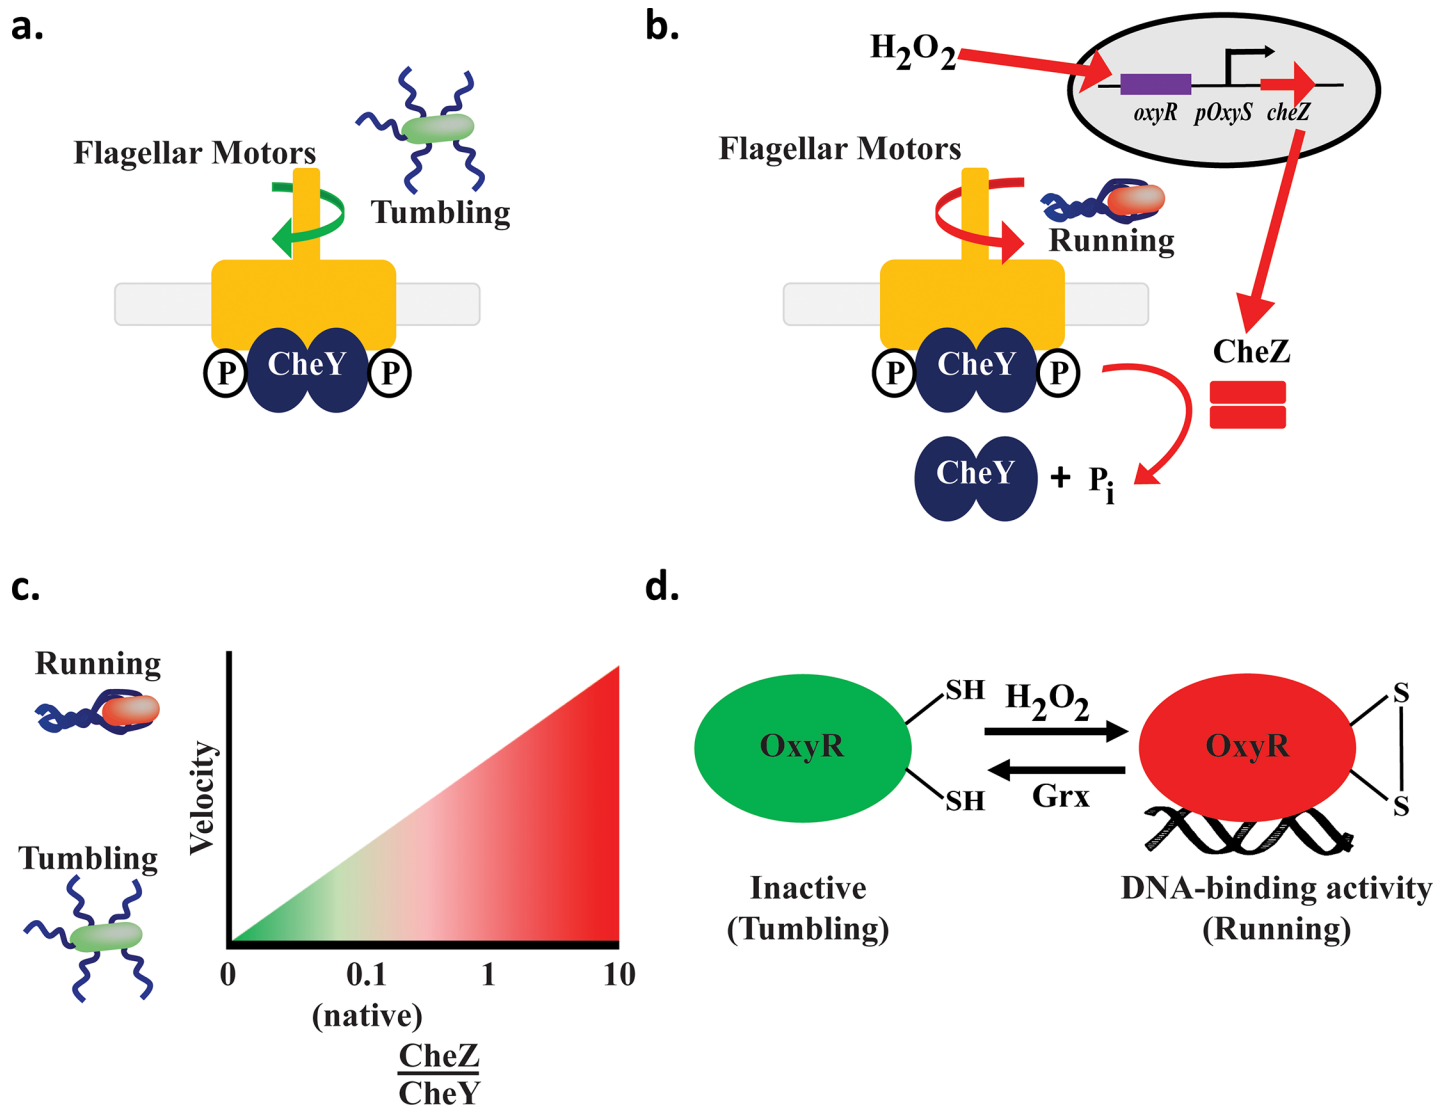 a.
Flagellar Motors
Tumbling
P
CheY
P
b.
H2O2
oxyR pOxyS cheZ
Flagellar Motors
Running
CheZ
P
CheY
P
CheY + Pi
c.
Running
Velocity
Tumbling
0 0.1 1 10
(native)
CheZ
CheY
d.
OxyR
SH
SH
H2O2
Grx
OxyR
S
S
Inactive
(Tumbling)
DNA-binding activity
(Running)